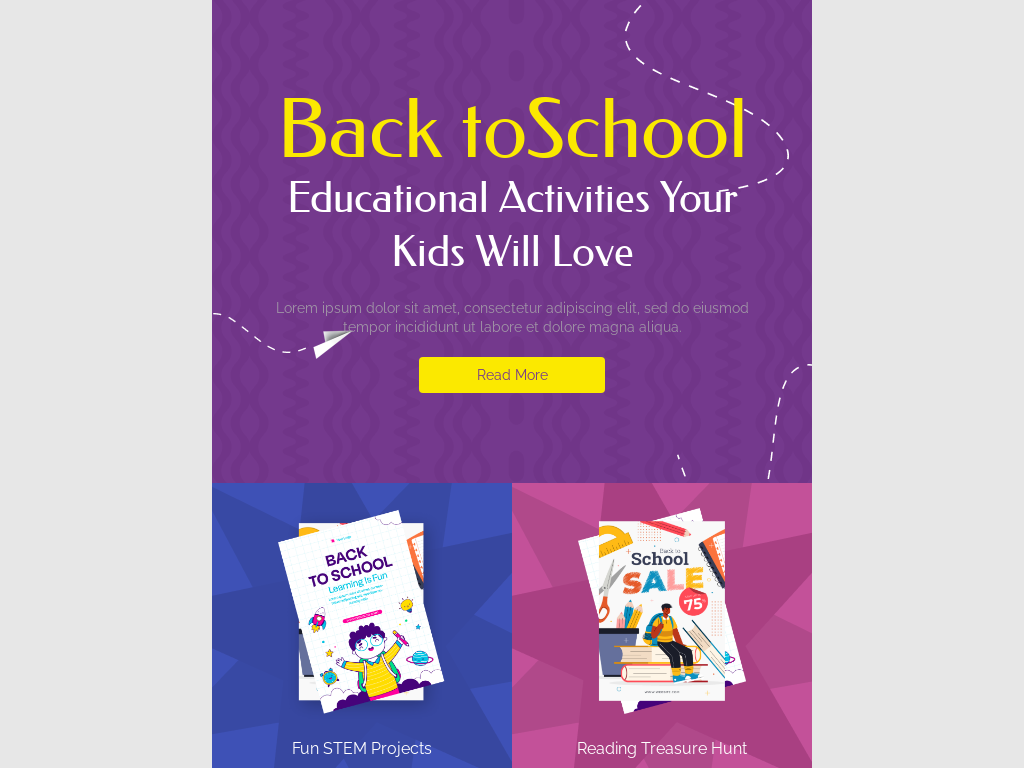 Back toSchool
Educational Activities Your
Kids Will Love
Lorem ipsum dolor sit amet, consectetur adipiscing elit, sed do eiusmod
tempor incididunt ut labore et dolore magna aliqua.
Read More
BACK
TO SCHOOL
Learning Is Fun
Back to
School
SALE
75
Fun STEM Projects
Reading Treasure Hunt